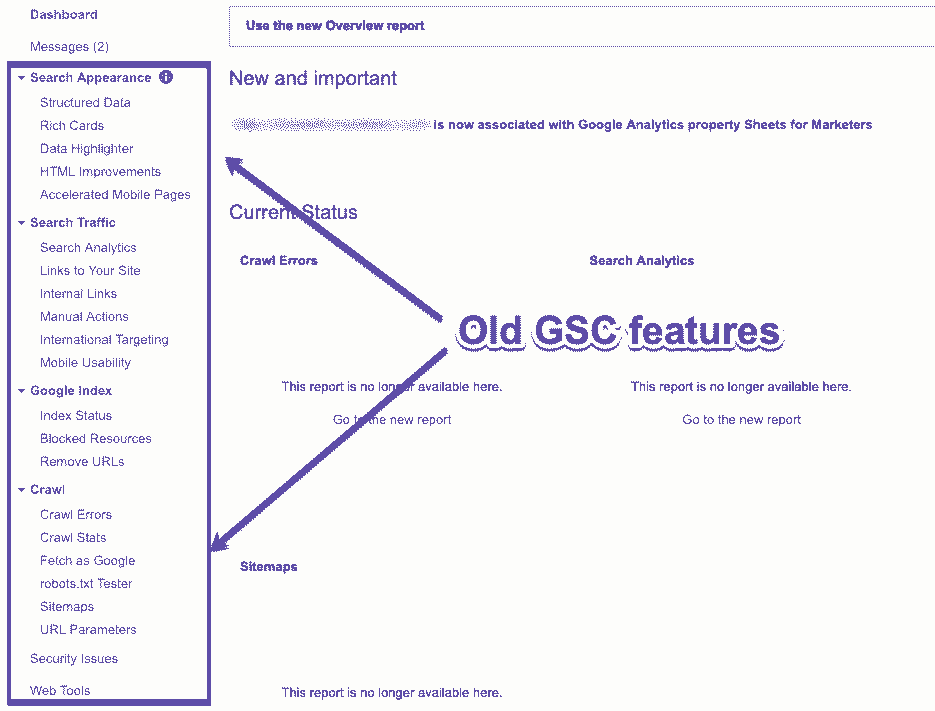 Dashboard
Messages (2)
Search Appearance
Structured Data
Rich Cards
Data Highlighter
HTML Improvements
Accelerated Mobile Pages
Search Traffic
Search Analytics
Links to Your Site
Internal Links
Manual Actions
International Targeting
Mobile Usability
Google Index
Index Status
Blocked Resources
Remove URLs
Crawl
Crawl Errors
Crawl Stats
Fetch as Google
robots.txt Tester
Sitemaps
URL Parameters
Security Issues
Web Tools
Use the new Overview report
New and important
is now associated with Google Analytics property Sheets for Marketers
Current Status
Crawl Errors
This report is no longer available here.
Go to the new report
Search Analytics
This report is no longer available here.
Go to the new report
Old GSC features
Sitemaps
This report is no longer available here.